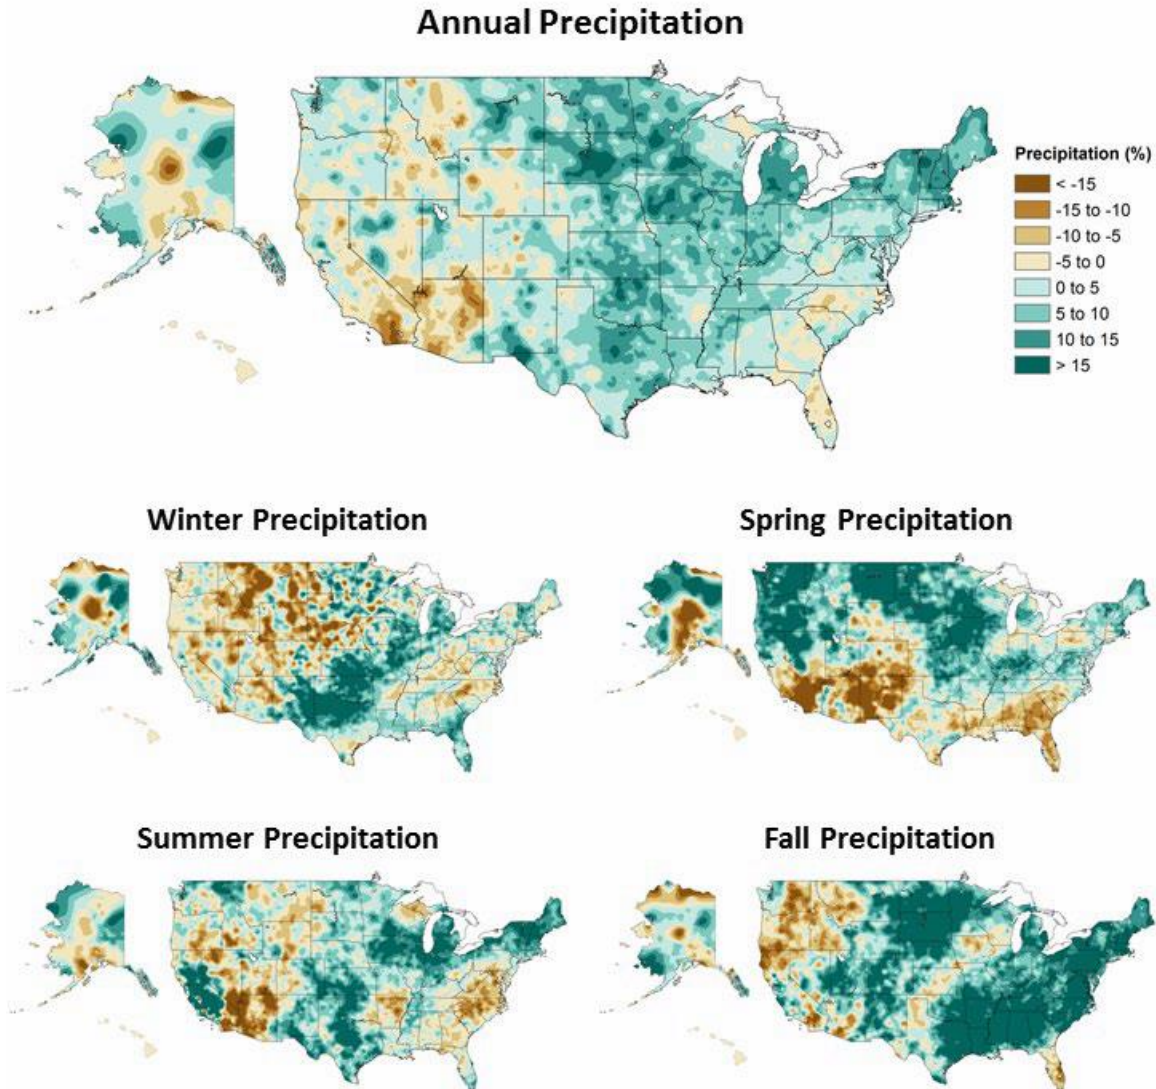 Annual Precipitation
Precipitation (%)
< -15
-15 to -10
-10 to -5
-5 to 0
0 to 5
5 to 10
10 to 15
> 15
Winter Precipitation
Spring Precipitation
Summer Precipitation
Fall Precipitation